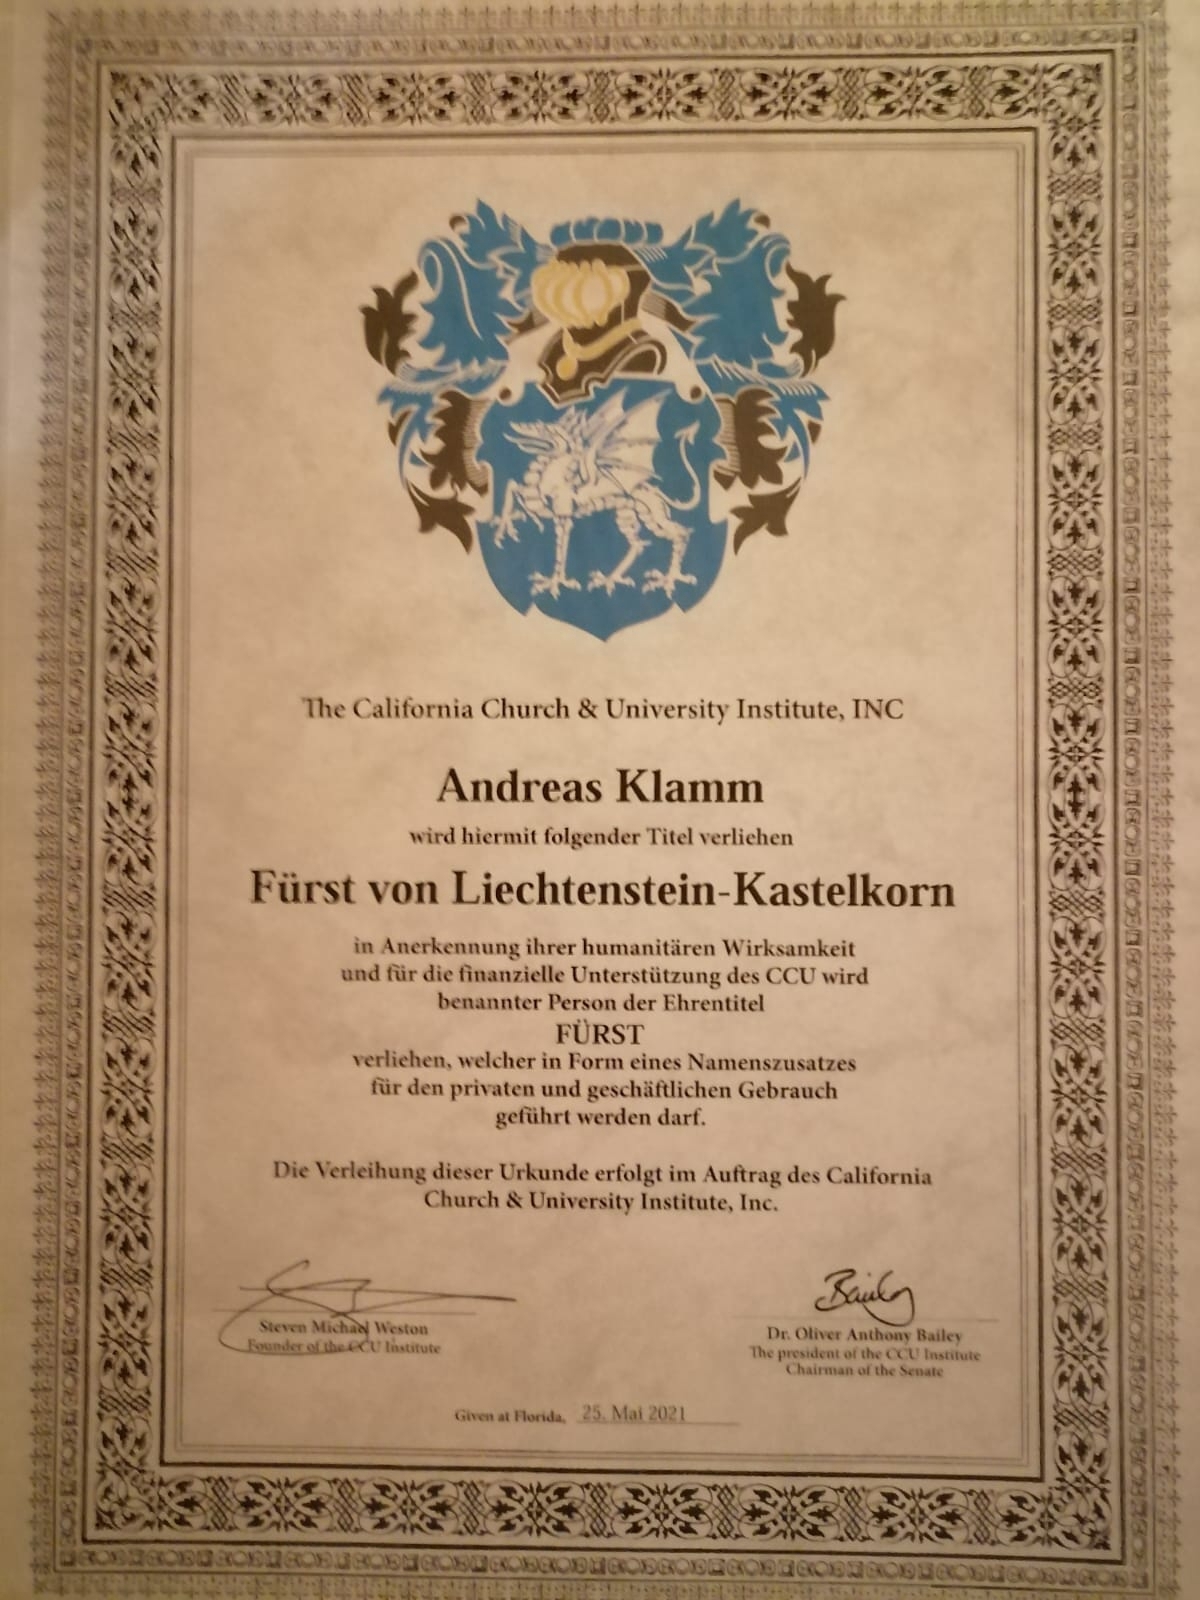 The California Church & University Institute, INC
Andreas Klamm
wird hiermit folgender Titel verliehen
Fürst von Liechtenstein-Kastelkorn
in Anerkennung ihrer humanitären Wirksamkeit
und für die finanzielle Unterstützung des CCU wird
benannter Person der Ehrentitel
FÜRST
verliehen, welcher in Form eines Namenszusatzes
für den privaten und geschäftlichen Gebrauch
geführt werden darf.
Die Verleihung dieser Urkunde erfolgt im Auftrag des California
Church & University Institute, Inc.
Bailey
Steven Michael Weston
Founder of the CCU Institute
Dr. Oliver Anthony Bailey
The president of the CCU Institute
Chairman of the Senate
Given at Florida, 25. Mai 2021